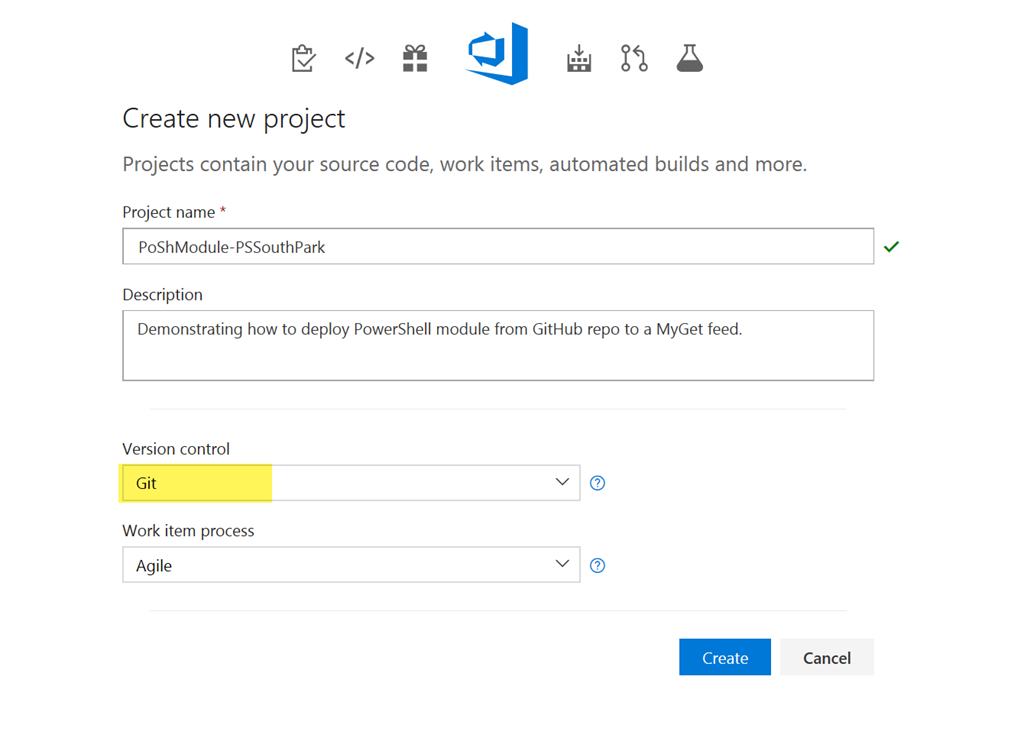 Create new project
Projects contain your source code, work items, automated builds and more.
Project name *
PoShModule-PSSouthPark
Description
Demonstrating how to deploy PowerShell module from GitHub repo to a MyGet feed.
Version control
Git
Work item process
Agile
Create Cancel